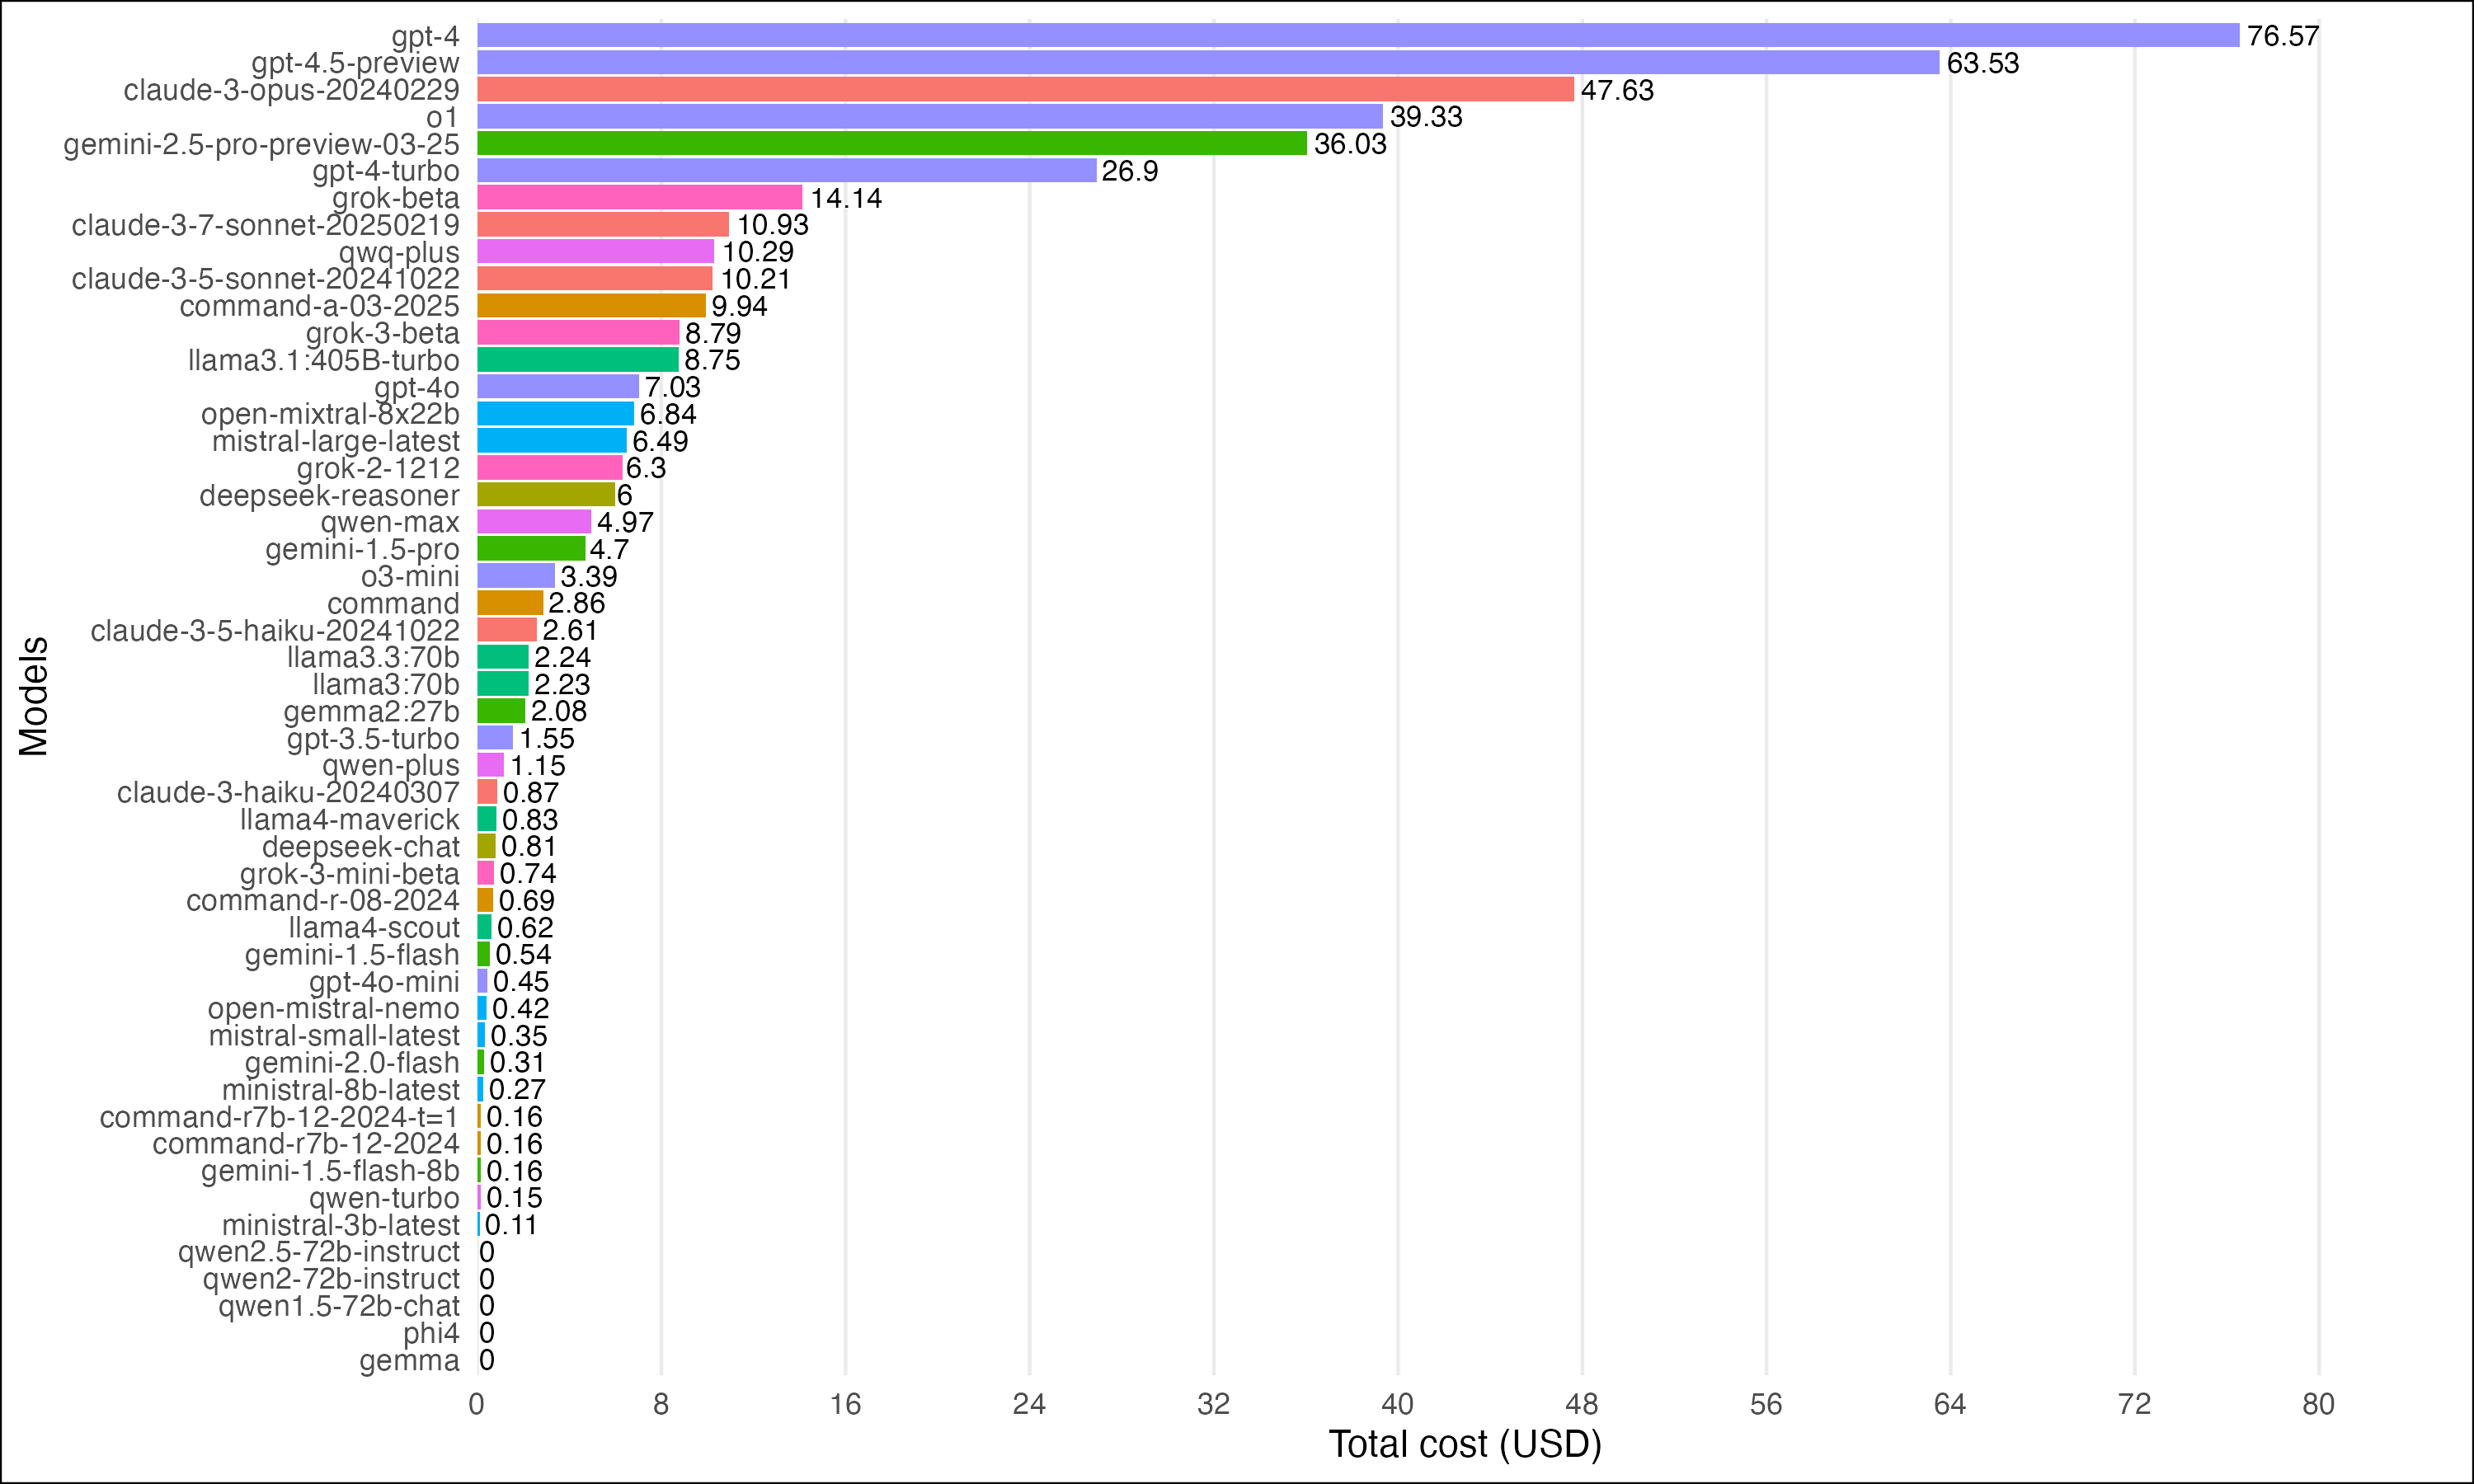 gpt-4 76.57
gpt-4.5-preview 63.53
claude-3-opus-20240229 47.63
o1 39.33
gemini-2.5-pro-preview-03-25 36.03
gpt-4-turbo 26.9
grok-beta 14.14
claude-3-7-sonnet-20250219 10.93
qwq-plus 10.29
claude-3-5-sonnet-20241022 10.21
command-a-03-2025 9.94
grok-3-beta 8.79
llama3.1:405B-turbo 8.75
gpt-4o 7.03
open-mixtral-8x22b 6.84
mistral-large-latest 6.49
grok-2-1212 6.3
deepseek-reasoner 6
qwen-max 4.97
gemini-1.5-pro 4.7
o3-mini 3.39
command 2.86
claude-3-5-haiku-20241022 2.61
llama3.3:70b 2.24
llama3:70b 2.23
gemma2:27b 2.08
gpt-3.5-turbo 1.55
qwen-plus 1.15
claude-3-haiku-20240307 0.87
llama4-maverick 0.83
deepseek-chat 0.81
grok-3-mini-beta 0.74
command-r-08-2024 0.69
llama4-scout 0.62
gemini-1.5-flash 0.54
gpt-4o-mini 0.45
open-mistral-nemo 0.42
mistral-small-latest 0.35
gemini-2.0-flash 0.31
ministral-8b-latest 0.27
command-r7b-12-2024-t=1 0.16
command-r7b-12-2024 0.16
gemini-1.5-flash-8b 0.16
qwen-turbo 0.15
ministral-3b-latest 0.11
qwen2.5-72b-instruct 0
qwen2-72b-instruct 0
qwen1.5-72b-chat 0
phi4 0
gemma 0
Models
0 8 16 24 32 40 48 56 64 72 80
Total cost (USD)